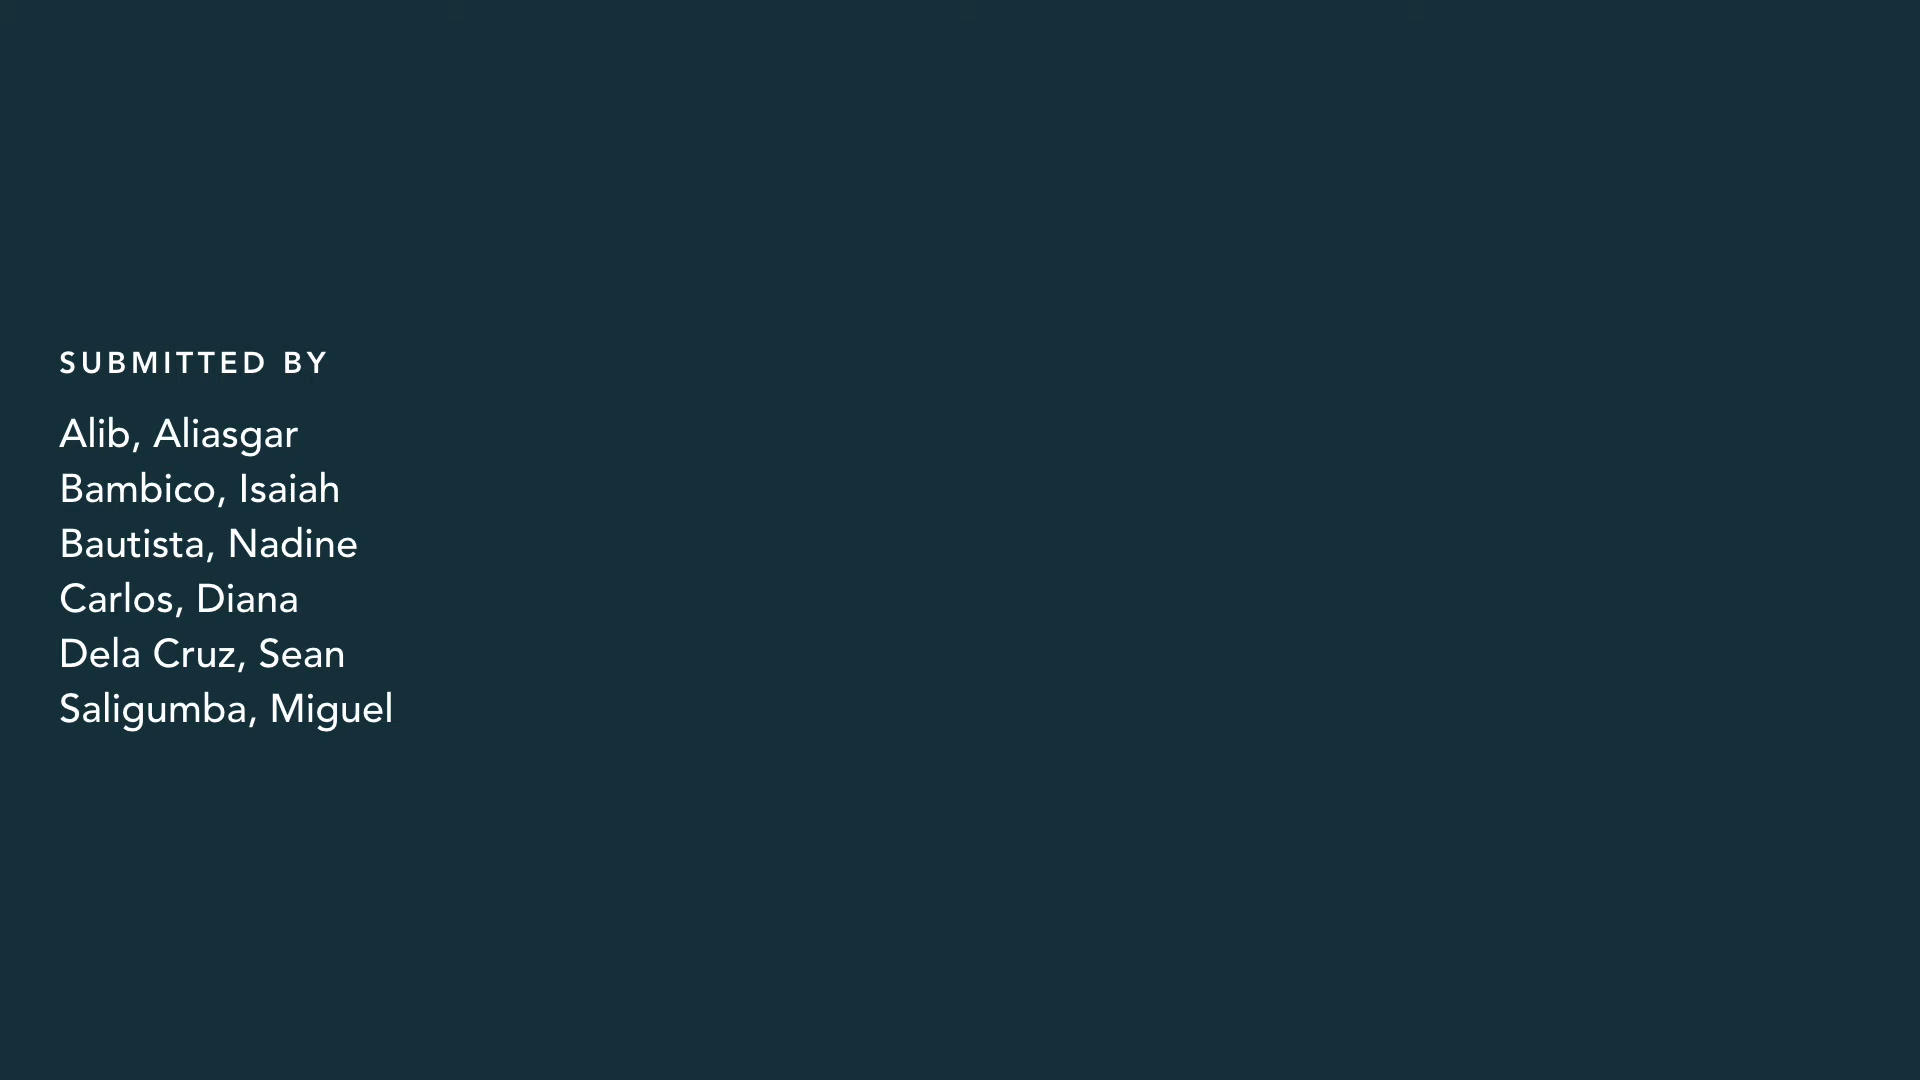 SUBMITTED BY
Alib, Aliasgar
Bambico, Isaiah
Bautista, Nadine
Carlos, Diana
Dela Cruz, Sean
Saligumba, Miguel